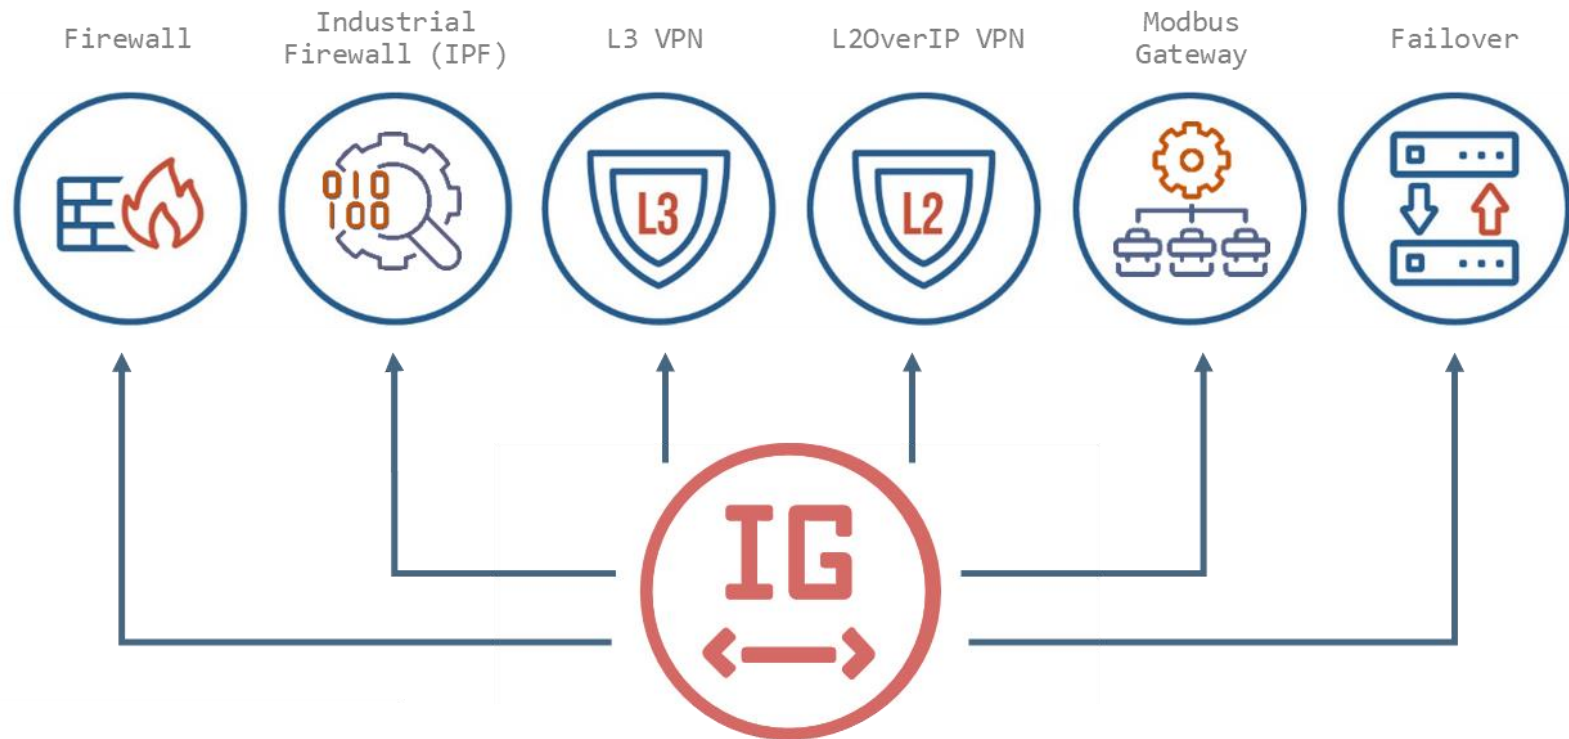 Firewall
Industrial
Firewall (IPF)
L3 VPN
L2OverIP VPN
Modbus
Gateway
Failover
010
100
L3
L2
IG